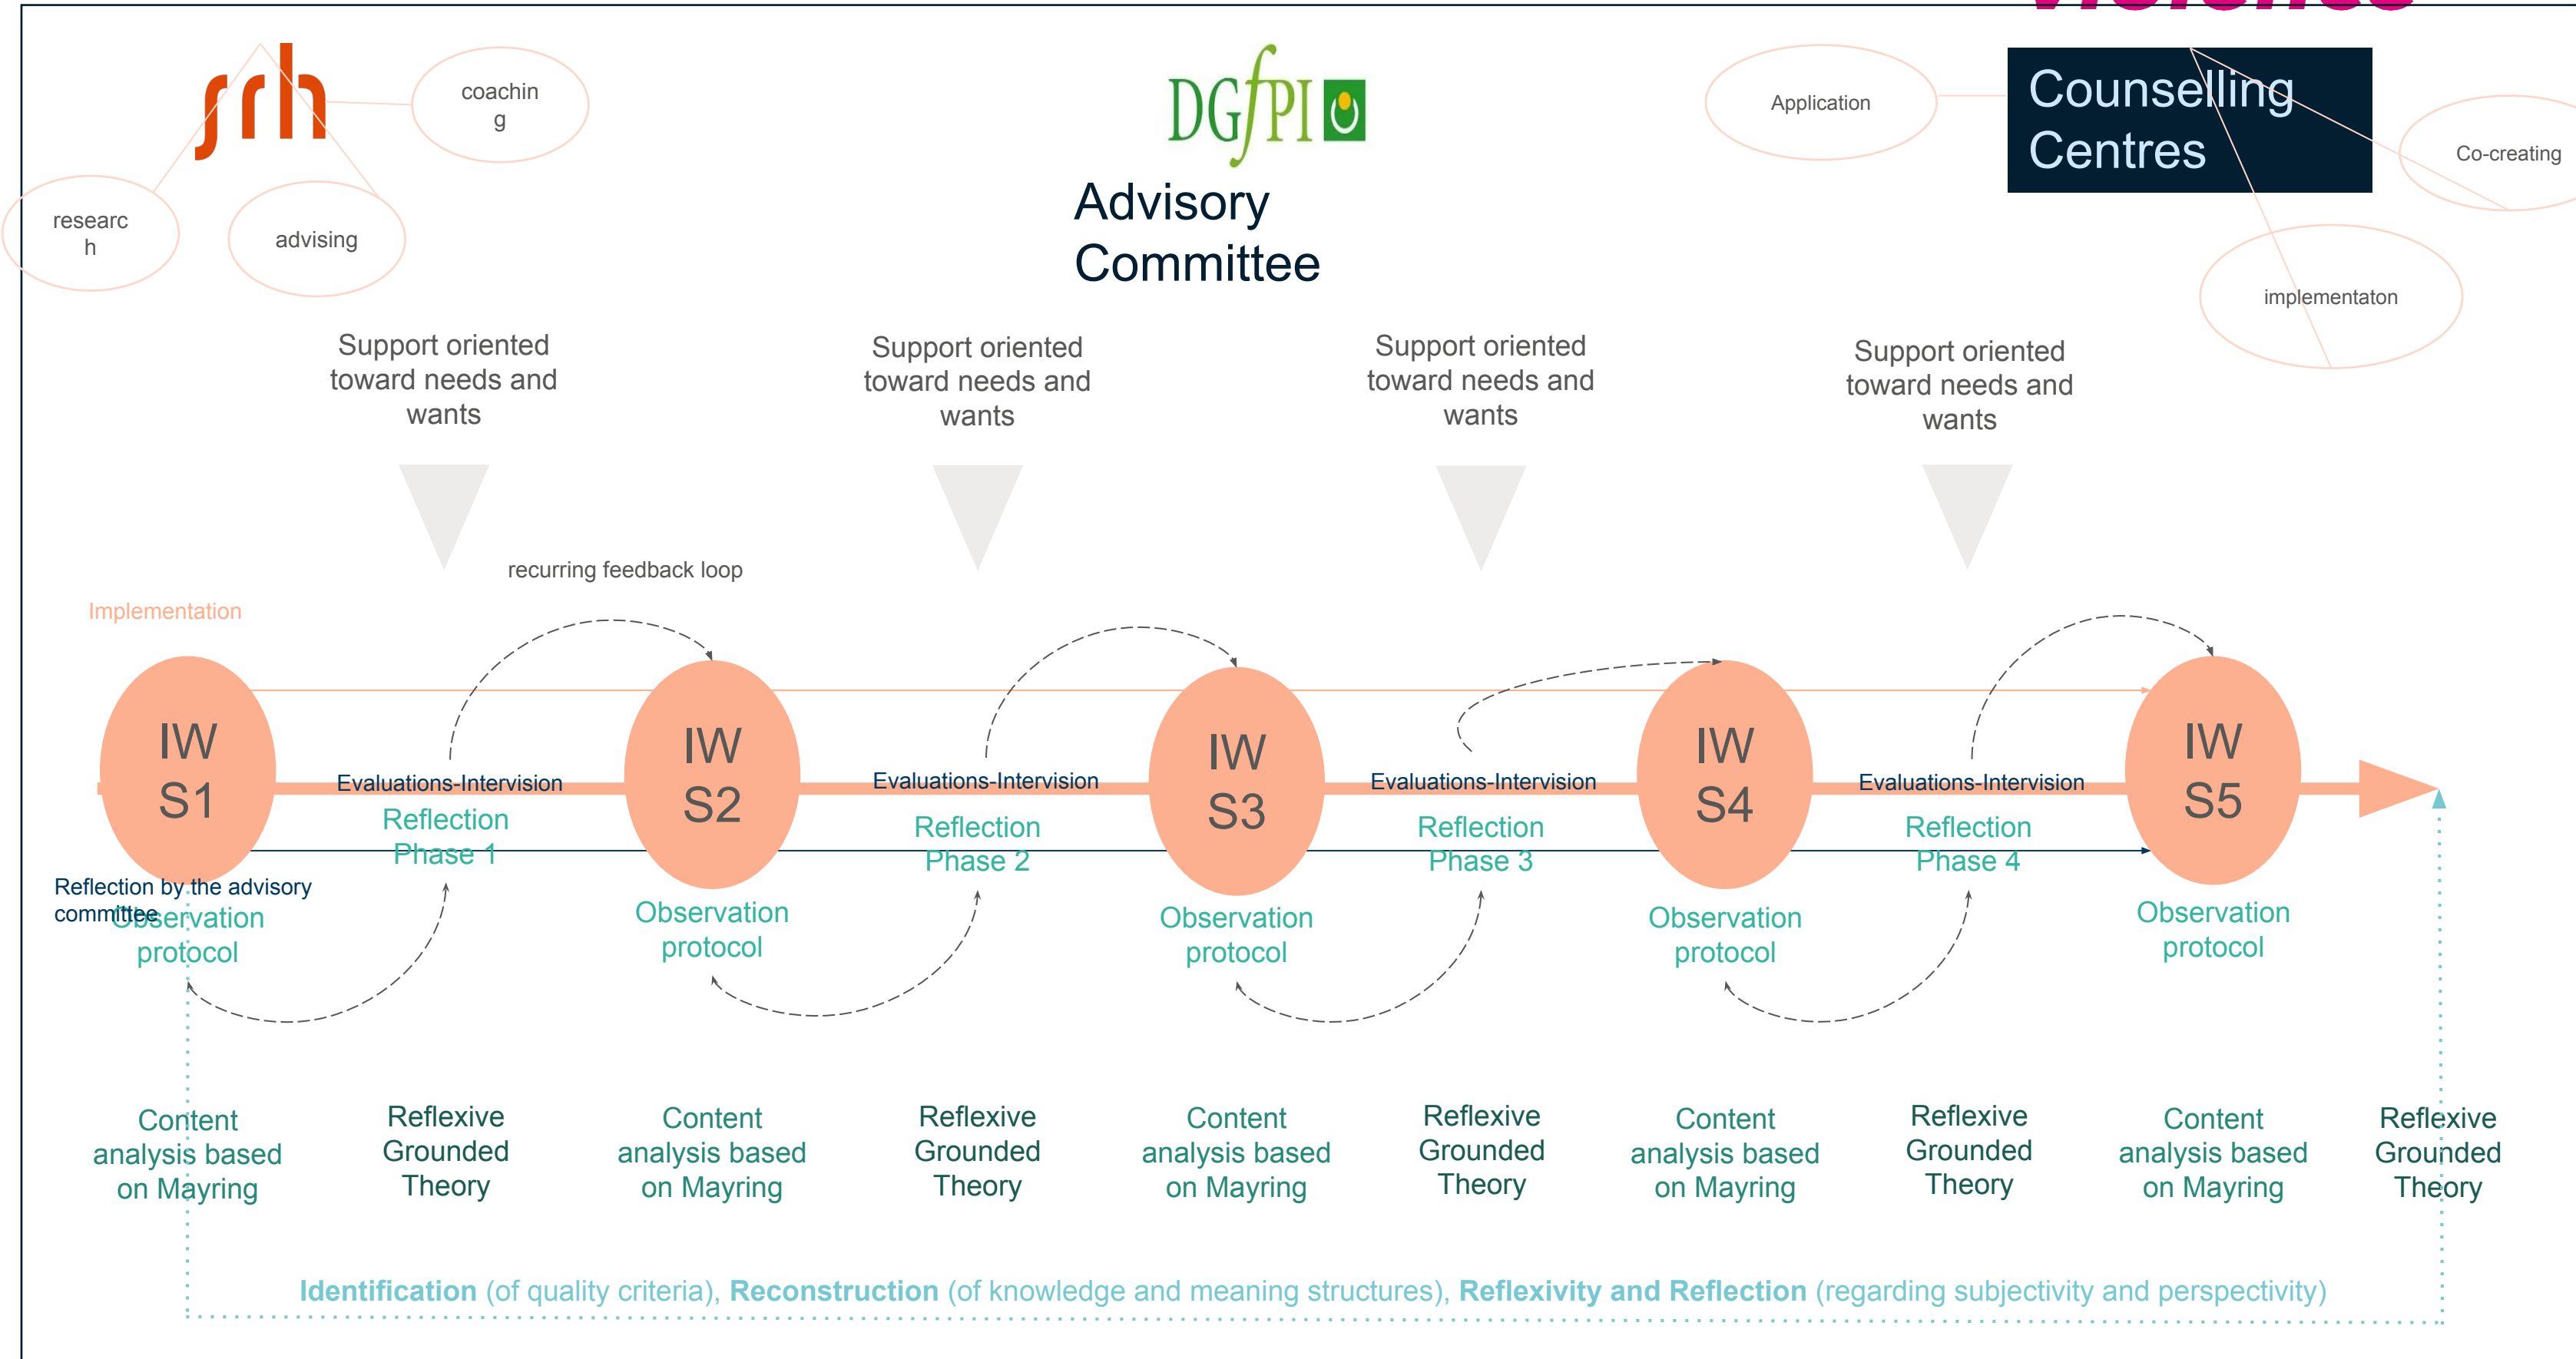 violence
srh
coachin
g
researc
h
advising
DGfPI
Advisory
Committee
Application
Counselling
Centres
Co-creating
implementaton
Support oriented
toward needs and
wants
Support oriented
toward needs and
wants
Support oriented
toward needs and
wants
Support oriented
toward needs and
wants
recurring feedback loop
Implementation
IW
S1
Evaluations-Intervision
Reflection
Phase 1
IW
S2
Evaluations-Intervision
Reflection
Phase 2
IW
S3
Evaluations-Intervision
Reflection
Phase 3
IW
S4
Evaluations-Intervision
Reflection
Phase 4
IW
S5
Reflection by the advisory
committee
Observation
protocol
Observation
protocol
Observation
protocol
Observation
protocol
Observation
protocol
Content
analysis based
on Mayring
Reflexive
Grounded
Theory
Content
analysis based
on Mayring
Reflexive
Grounded
Theory
Content
analysis based
on Mayring
Reflexive
Grounded
Theory
Content
analysis based
on Mayring
Reflexive
Grounded
Theory
Content
analysis based
on Mayring
Reflexive
Grounded
Theory
Identification (of quality criteria), Reconstruction (of knowledge and meaning structures), Reflexivity and Reflection (regarding subjectivity and perspectivity)